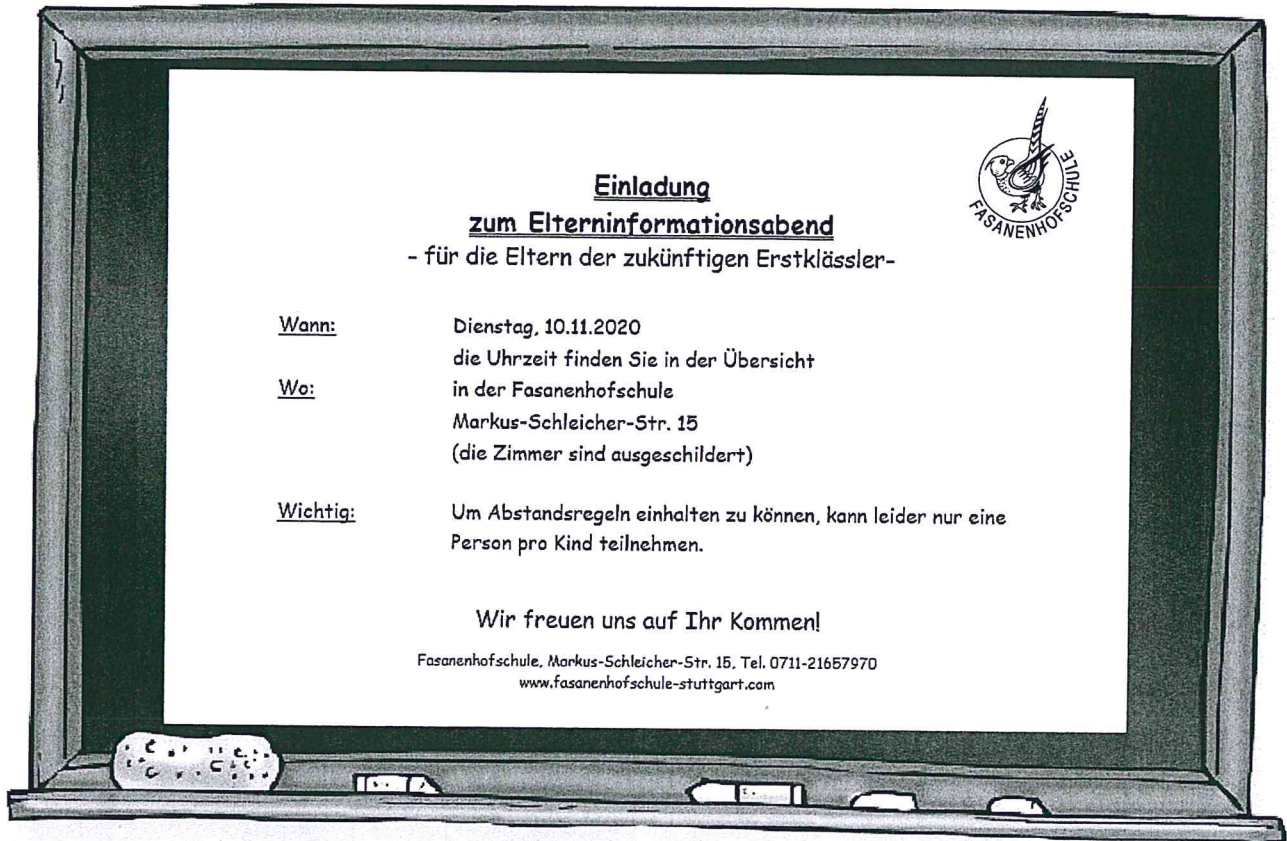 FASANENHOFSCHULE
Einladung
zum Elterninformationsabend
- für die Eltern der zukünftigen Erstklässler-
Wann: Dienstag, 10.11.2020
die Uhrzeit finden Sie in der Übersicht
Wo: in der Fasanenhofschule
Markus-Schleicher-Str. 15
(die Zimmer sind ausgeschildert)
Wichtig: Um Abstandsregeln einhalten zu können, kann leider nur eine
Person pro Kind teilnehmen.
Wir freuen uns auf Ihr Kommen!
Fasanenhofschule, Markus-Schleicher-Str. 15, Tel. 0711-21657970
www.fasanenhofschule-stuttgart.com